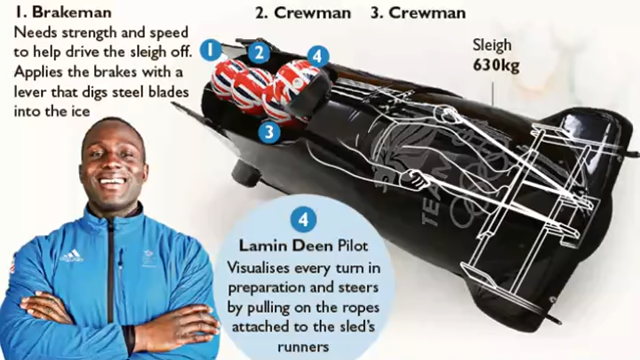 1. Brakeman
Needs strength and speed
to help drive the sleigh off.
Applies the brakes with a
lever that digs steel blades
into the ice
2. Crewman 3. Crewman
Sleigh
630kg
1
2
4
3
TEAM
4
Lamin Deen Pilot
Visualises every turn in
preparation and steers
by pulling on the ropes
attached to the sled's
runners
adidas